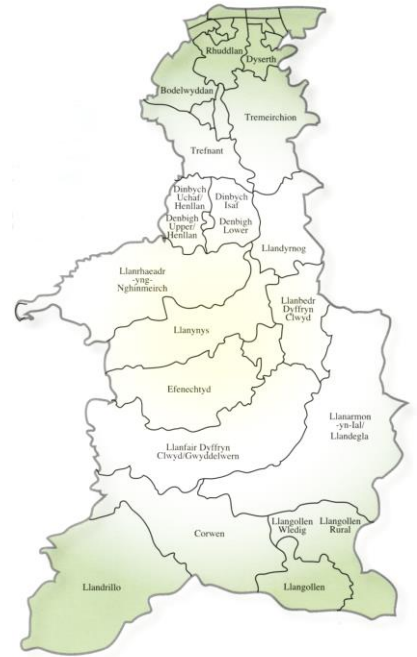 Rhuddlan
Dyserth
Bodelwyddan
Tremeirchion
Trefnant
Dinbych
Uchaf/
Henllan
Denbigh
Upper/
Henllan
Dinbych
Isaf
Denbigh
Lower
Llandyrnog
Llanrhaeadr
-yng-
Nghinmeirch
Llanbedr
Dyffryn
Clwyd
Llanynys
Efenechtyd
Llanarmon
-yn-Ial/
Llandegla
Llanfair Dyffryn
Clwyd/Gwyddelwern
Corwen
Llangollen
Wledig
Llangollen
Rural
Llandrillo
Llangollen